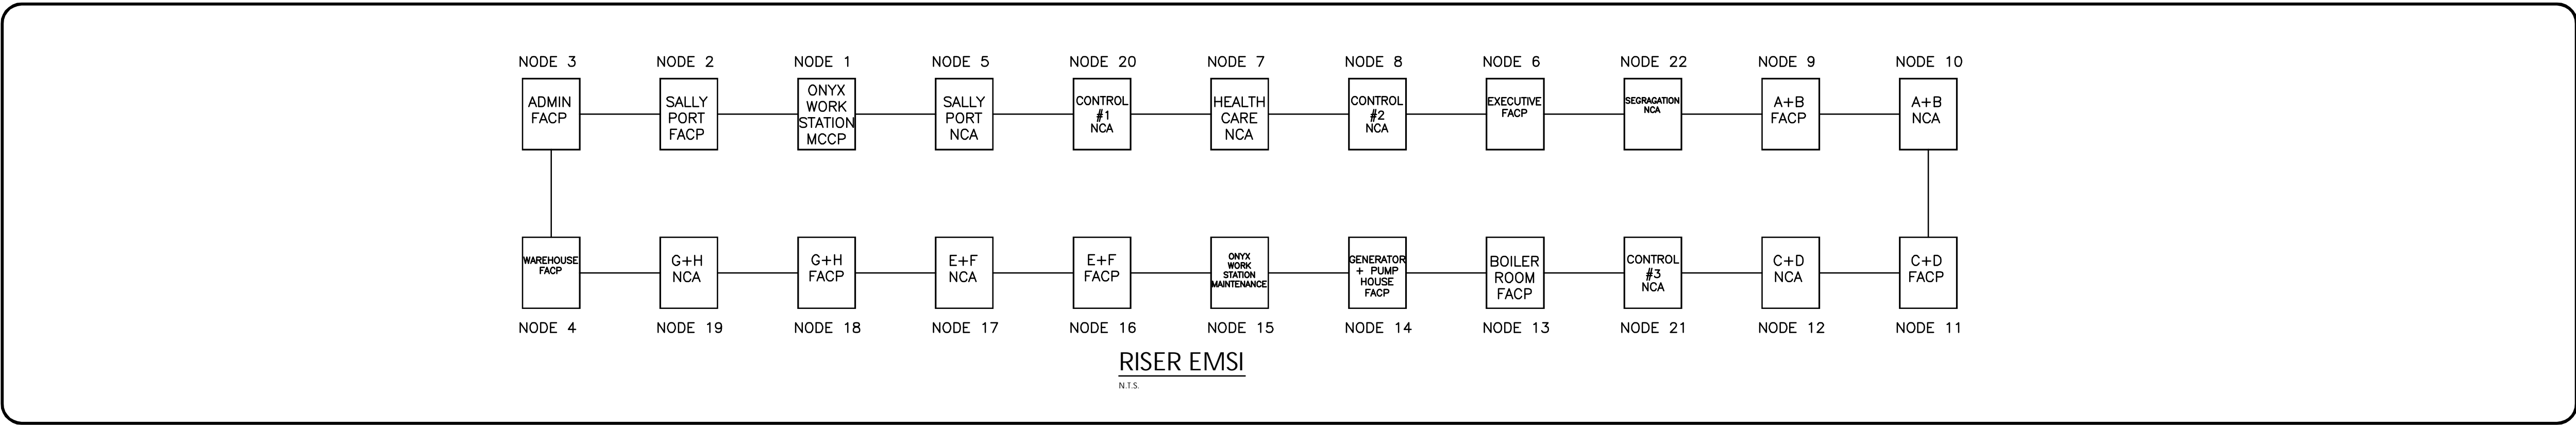 NODE 3
NODE 2
NODE 1
NODE 5
NODE 20
NODE 7
NODE 8
NODE 6
NODE 22
NODE 9
NODE 10
ADMIN
FACP
SALLY
PORT
FACP
ONYX
WORK
STATION
MCCP
SALLY
PORT
NCA
CONTROL
#1
NCA
HEALTH
CARE
NCA
CONTROL
#2
NCA
EXECUTIVE
FACP
SEGRAGATION
NCA
A+B
FACP
A+B
NCA
WAREHOUSE
FACP
G+H
NCA
G+H
FACP
E+F
NCA
E+F
FACP
ONYX
WORK
STATION
MAINTENANCE
GENERATOR
+ PUMP
HOUSE
FACP
BOILER
ROOM
FACP
CONTROL
#3
NCA
C+D
NCA
C+D
FACP
NODE 4
NODE 19
NODE 18
NODE 17
NODE 16
NODE 15
NODE 14
NODE 13
NODE 21
NODE 12
NODE 11
RISER EMSI
N.T.S.